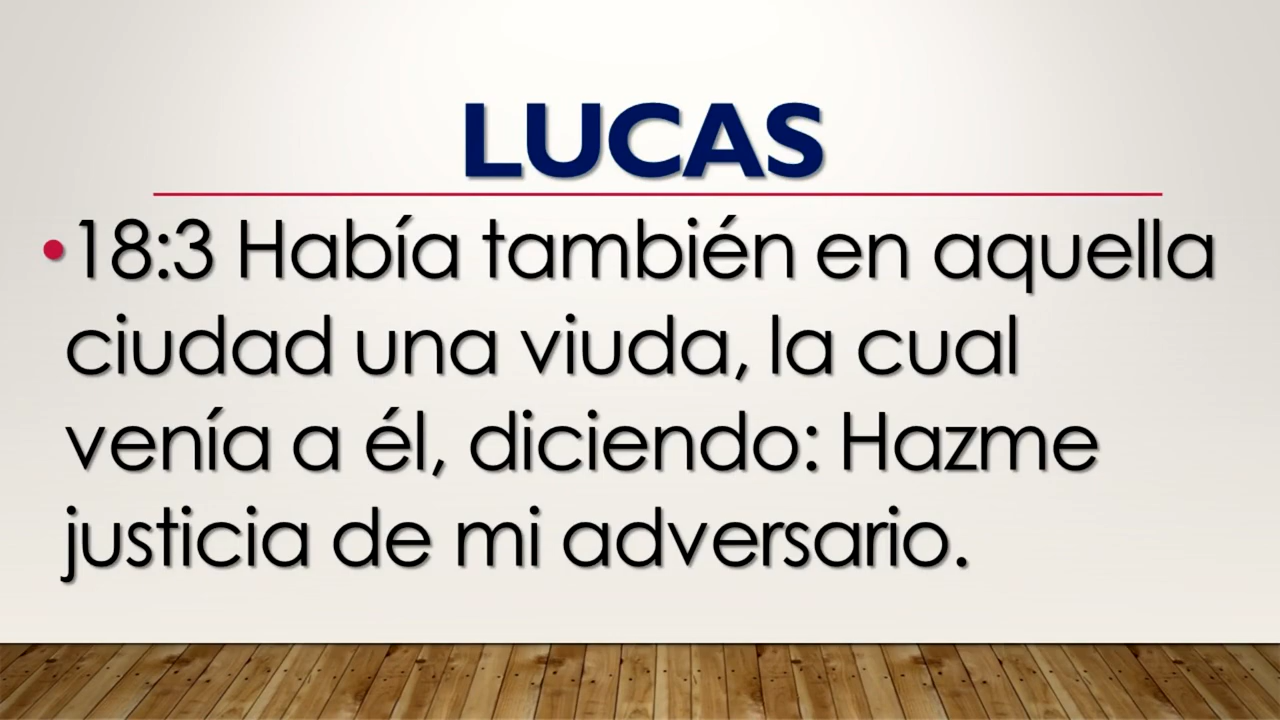 LUCAS
•18:3 Había también en aquella
ciudad una viuda, la cual
venía a él, diciendo: Hazme
justicia de mi adversario.